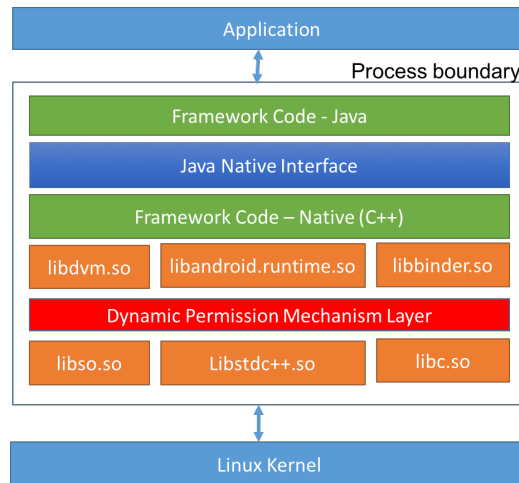 Application
Process boundary
Framework Code - Java
Java Native Interface
Framework Code – Native (C++)
libdvm.so
libandroid.runtime.so
libbinder.so
Dynamic Permission Mechanism Layer
libso.so
Libstdc++.so
libc.so
Linux Kernel